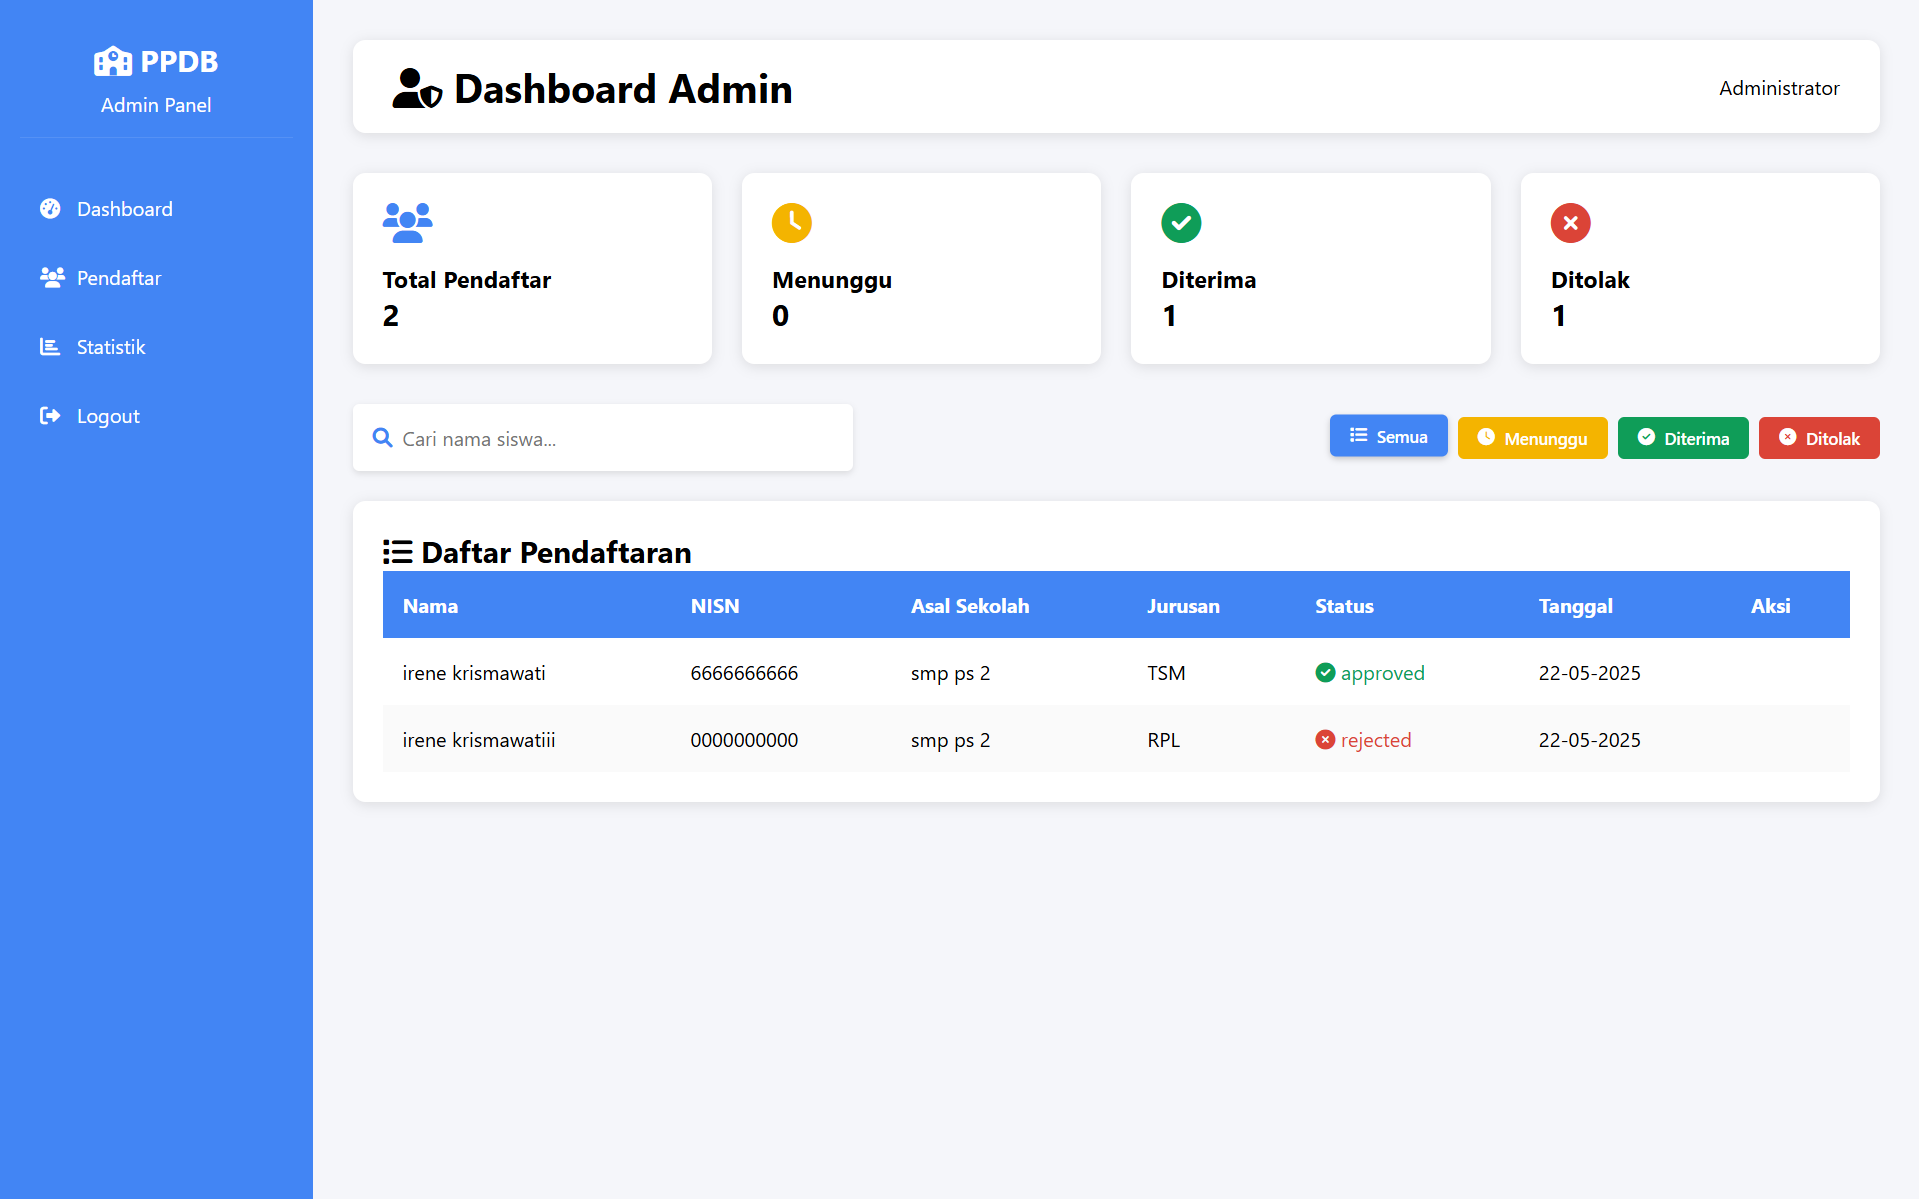 PPDB
Admin Panel
Dashboard
Pendaftar
Statistik
Logout
Dashboard Admin
Administrator
Total Pendaftar
2
Menunggu
0
Diterima
1
Ditolak
1
Cari nama siswa...
Semua
Menunggu
Diterima
Ditolak
Daftar Pendaftaran
Nama NISN Asal Sekolah Jurusan Status Tanggal Aksi
irene krismawati 6666666666 smp ps 2 TSM approved 22-05-2025
irene krismawatiii 0000000000 smp ps 2 RPL rejected 22-05-2025